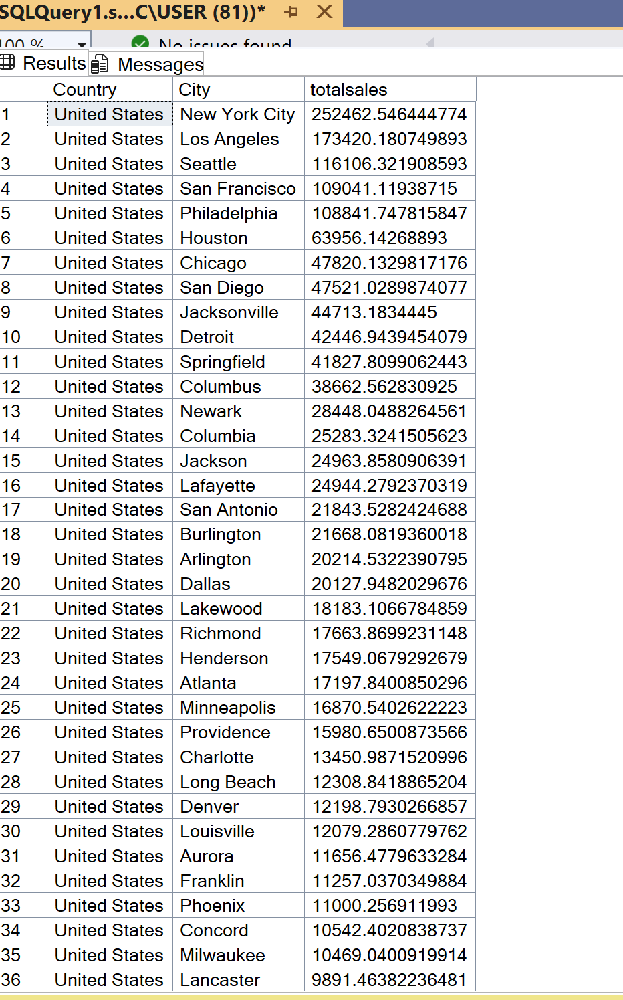 SQLQuery1.s...C\USER (81))*
100 %
No issues found
Results Messages
Country City totalsales
1 United States New York City 252462.546444774
2 United States Los Angeles 173420.180749893
3 United States Seattle 116106.321908593
4 United States San Francisco 109041.11938715
5 United States Philadelphia 108841.747815847
6 United States Houston 63956.14268893
7 United States Chicago 47820.1329817176
8 United States San Diego 47521.0289874077
9 United States Jacksonville 44713.1834445
10 United States Detroit 42446.9439454079
11 United States Springfield 41827.8099062443
12 United States Columbus 38662.562830925
13 United States Newark 28448.0488264561
14 United States Columbia 25283.3241505623
15 United States Jackson 24963.8580906391
16 United States Lafayette 24944.2792370319
17 United States San Antonio 21843.5282424688
18 United States Burlington 21668.0819360018
19 United States Arlington 20214.5322390795
20 United States Dallas 20127.9482029676
21 United States Lakewood 18183.1066784859
22 United States Richmond 17663.8699231148
23 United States Henderson 17549.0679292679
24 United States Atlanta 17197.8400850296
25 United States Minneapolis 16870.5402622223
26 United States Providence 15980.6500873566
27 United States Charlotte 13450.9871520996
28 United States Long Beach 12308.8418865204
29 United States Denver 12198.7930266857
30 United States Louisville 12079.2860779762
31 United States Aurora 11656.4779633284
32 United States Franklin 11257.0370349884
33 United States Phoenix 11000.256911993
34 United States Concord 10542.4020838737
35 United States Milwaukee 10469.0400919914
36 United States Lancaster 9891.46382236481